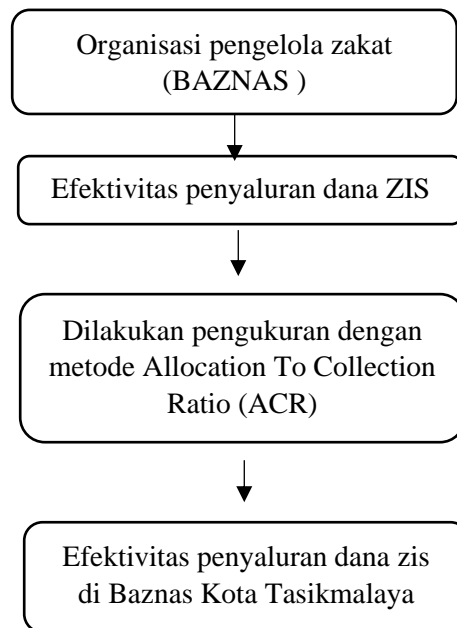 Organisasi pengelola zakat
(BAZNAS )
Efektivitas penyaluran dana ZIS
Dilakukan pengukuran dengan
metode Allocation To Collection
Ratio (ACR)
Efektivitas penyaluran dana zis
di Baznas Kota Tasikmalaya